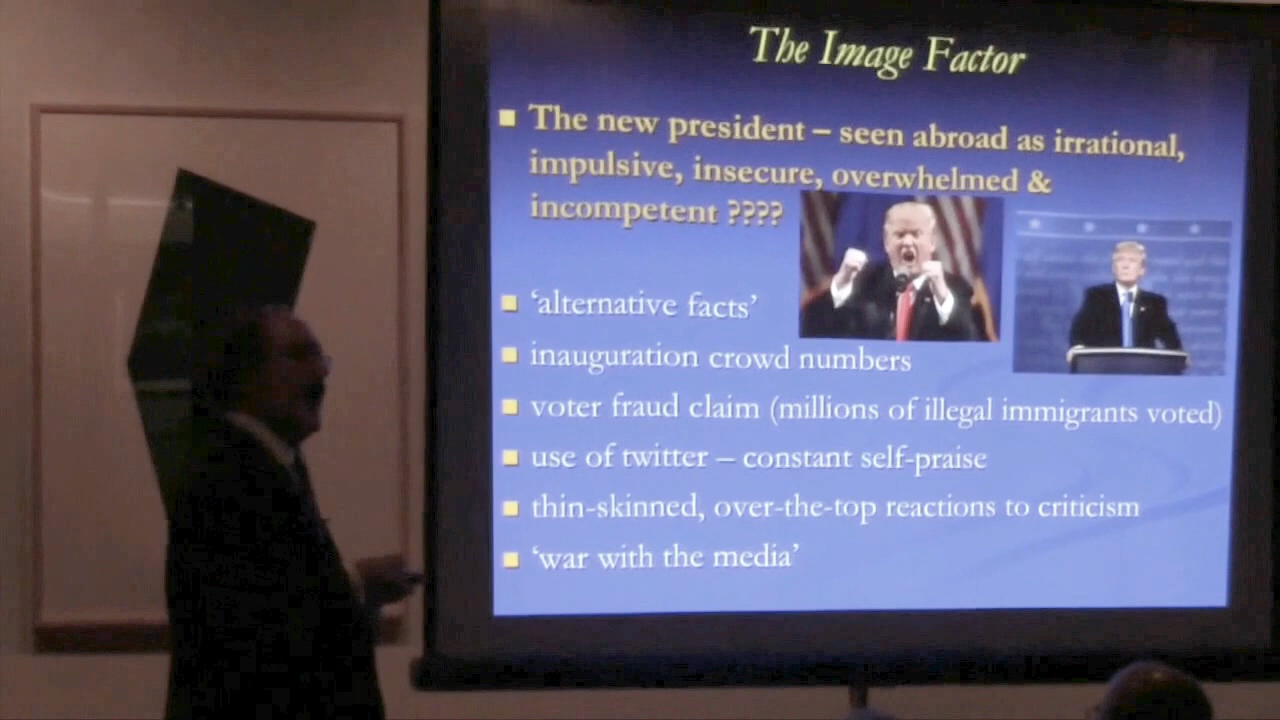 The Image Factor
The new president – seen abroad as irrational,
impulsive, insecure, overwhelmed &
incompetent ????
‘alternative facts’
inauguration crowd numbers
voter fraud claim (millions of illegal immigrants voted)
use of twitter – constant self-praise
thin-skinned, over-the-top reactions to criticism
‘war with the media’